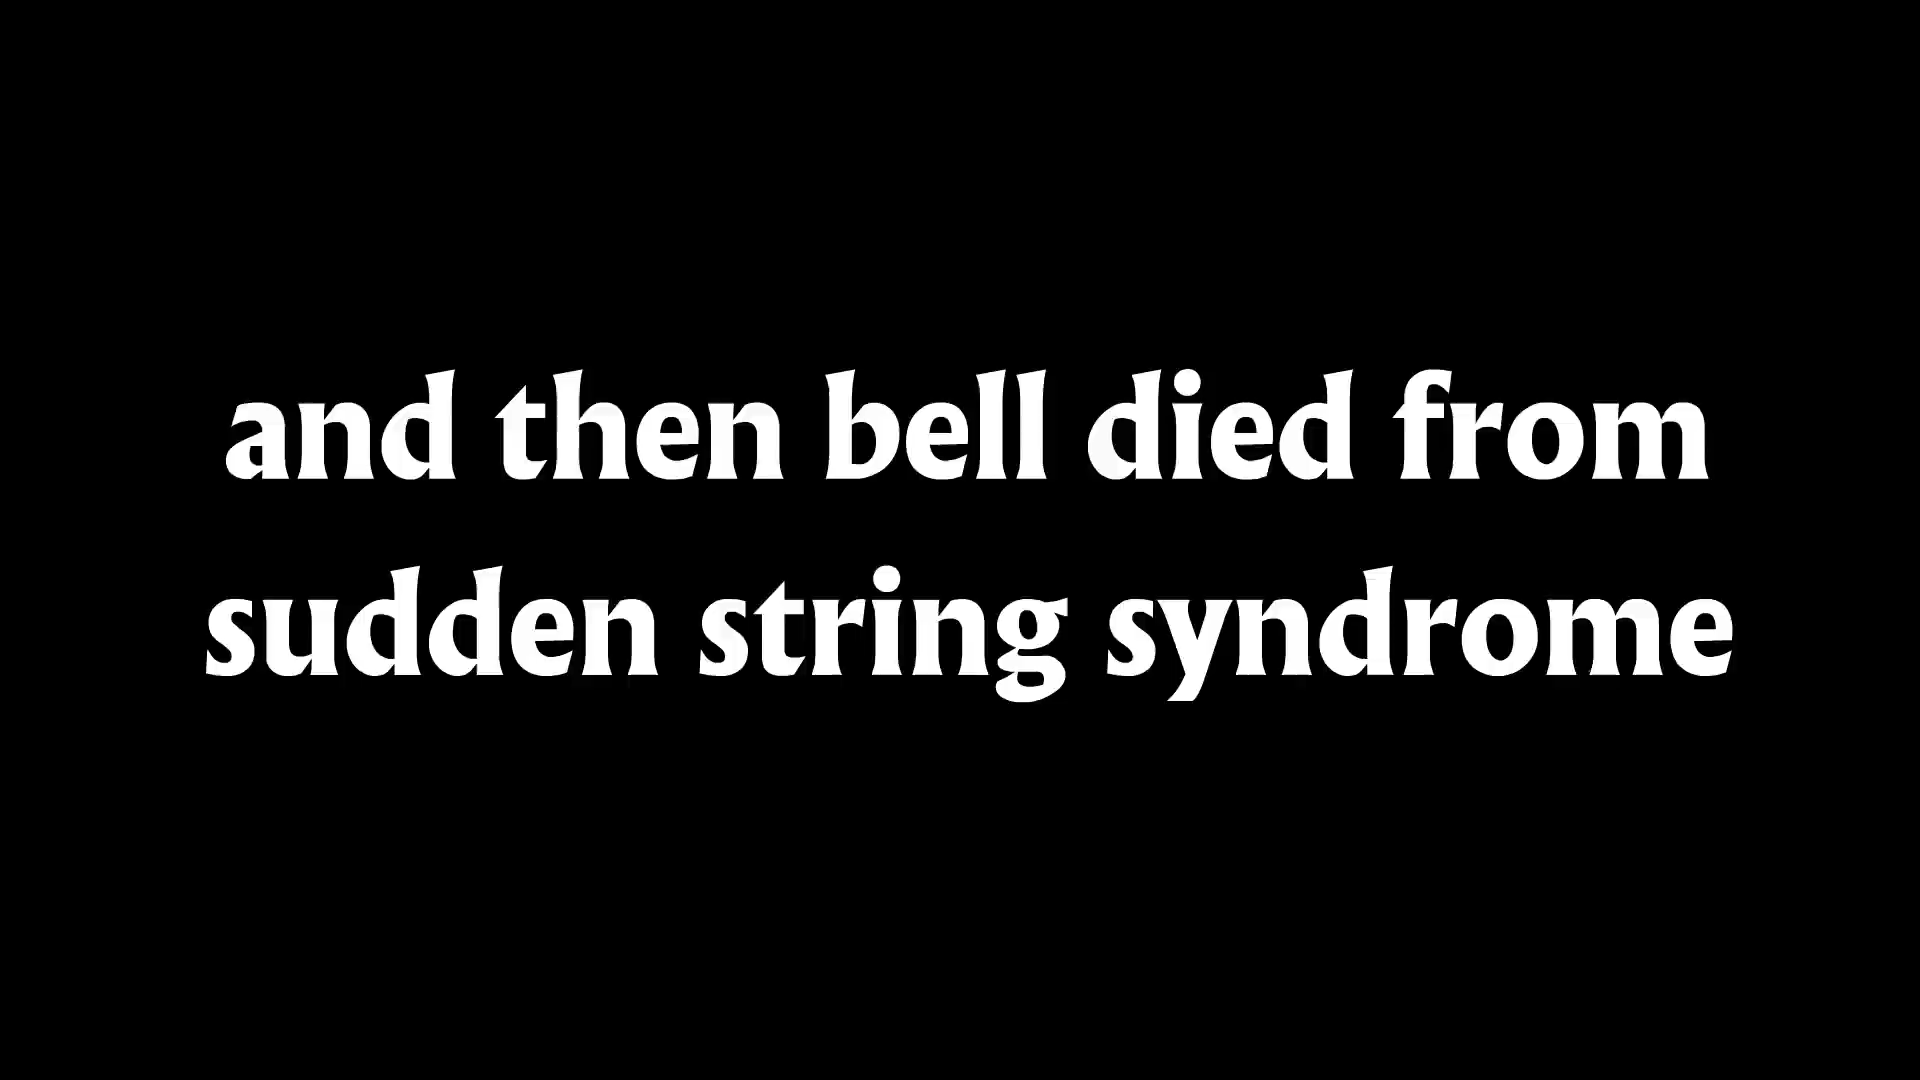 and then bell died from
sudden string syndrome